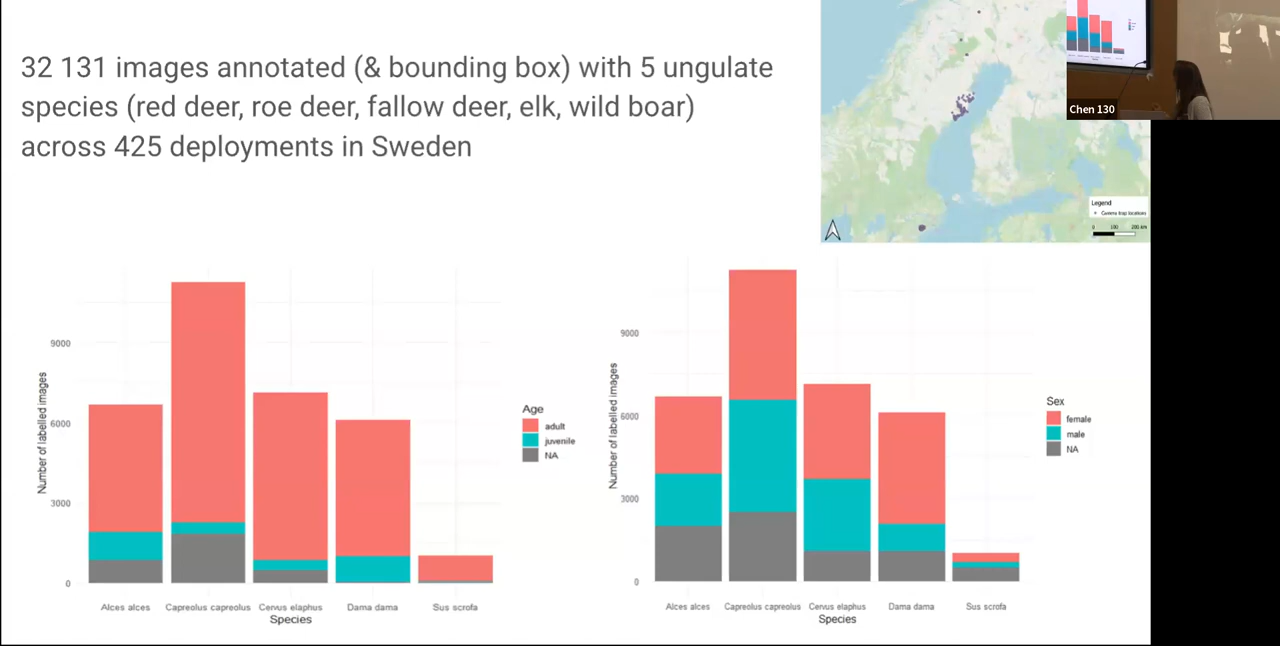 32 131 images annotated (& bounding box) with 5 ungulate
species (red deer, roe deer, fallow deer, elk, wild boar)
across 425 deployments in Sweden
Chen 130
Legend
Camera trap locations
0 100 200 km
Number of labelled images
9000
6000
3000
0
Alces alces Capreolus capreolus Cervus elaphus Dama dama Sus scrofa
Species
Age
adult
juvenile
NA
Number of labelled images
9000
6000
3000
0
Alces alces Capreolus capreolus Cervus elaphus Dama dama Sus scrofa
Species
Sex
female
male
NA